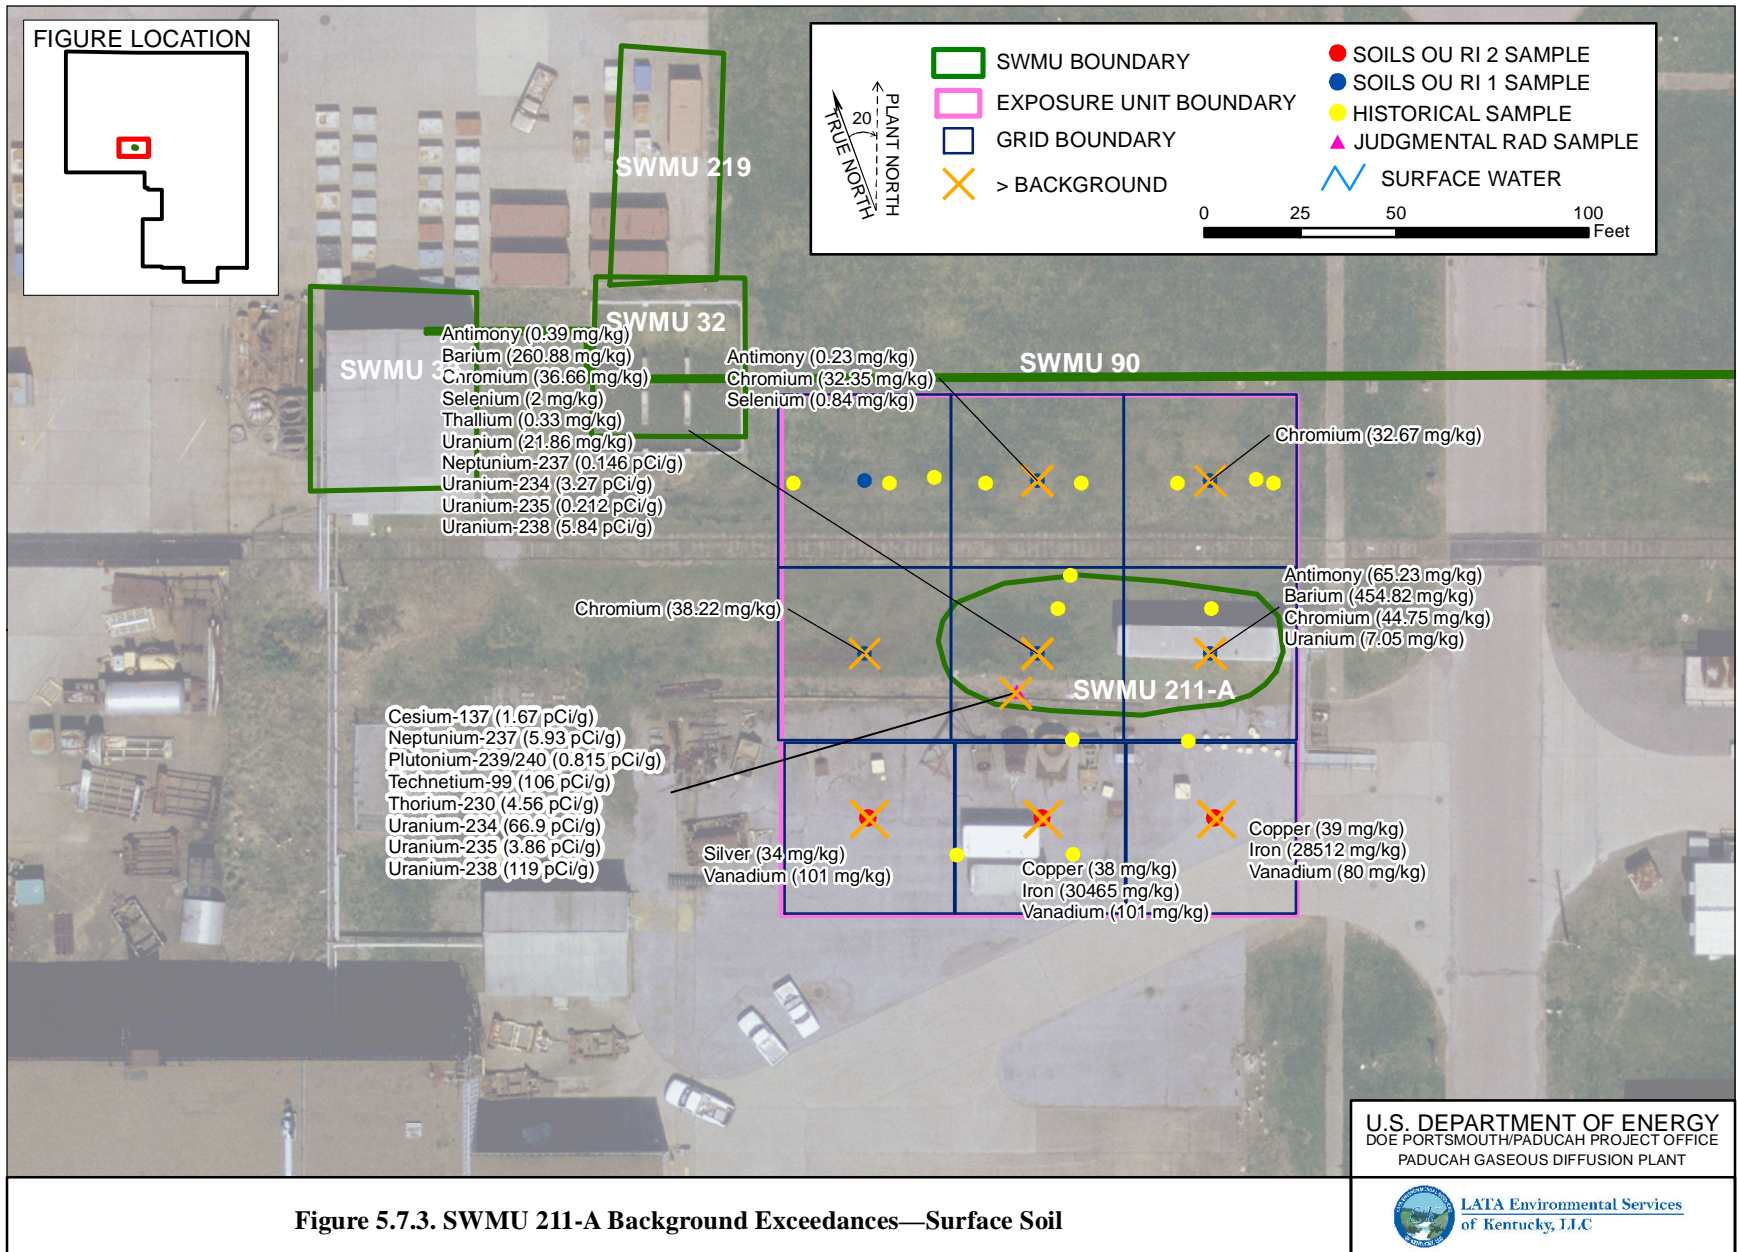 FIGURE LOCATION
SWMU BOUNDARY
EXPOSURE UNIT BOUNDARY
GRID BOUNDARY
> BACKGROUND
SOILS OU RI 2 SAMPLE
SOILS OU RI 1 SAMPLE
HISTORICAL SAMPLE
JUDGMENTAL RAD SAMPLE
SURFACE WATER
TRUE NORTH
20
PLANT NORTH
0 25 50 100
Feet
SWMU 219
SWMU 32
SWMU 3
SWMU 90
Antimony (0.39 mg/kg)
Barium (260.88 mg/kg)
Chromium (36.66 mg/kg)
Selenium (2 mg/kg)
Thallium (0.33 mg/kg)
Uranium (21.86 mg/kg)
Neptunium-237 (0.146 pCi/g)
Uranium-234 (3.27 pCi/g)
Uranium-235 (0.212 pCi/g)
Uranium-238 (5.84 pCi/g)
Antimony (0.23 mg/kg)
Chromium (32.35 mg/kg)
Selenium (0.84 mg/kg)
Chromium (32.67 mg/kg)
Antimony (65.23 mg/kg)
Barium (454.82 mg/kg)
Chromium (44.75 mg/kg)
Uranium (7.05 mg/kg)
Chromium (38.22 mg/kg)
SWMU 211-A
Cesium-137 (1.67 pCi/g)
Neptunium-237 (5.93 pCi/g)
Plutonium-239/240 (0.815 pCi/g)
Technetium-99 (106 pCi/g)
Thorium-230 (4.56 pCi/g)
Uranium-234 (66.9 pCi/g)
Uranium-235 (3.86 pCi/g)
Uranium-238 (119 pCi/g)
Silver (34 mg/kg)
Vanadium (101 mg/kg)
Copper (38 mg/kg)
Iron (30465 mg/kg)
Vanadium (101 mg/kg)
Copper (39 mg/kg)
Iron (28512 mg/kg)
Vanadium (80 mg/kg)
U.S. DEPARTMENT OF ENERGY
DOE PORTSMOUTH/PADUCAH PROJECT OFFICE
PADUCAH GASEOUS DIFFUSION PLANT
Figure 5.7.3. SWMU 211-A Background Exceedances—Surface Soil
LATA Environmental Services
of Kentucky, LLC